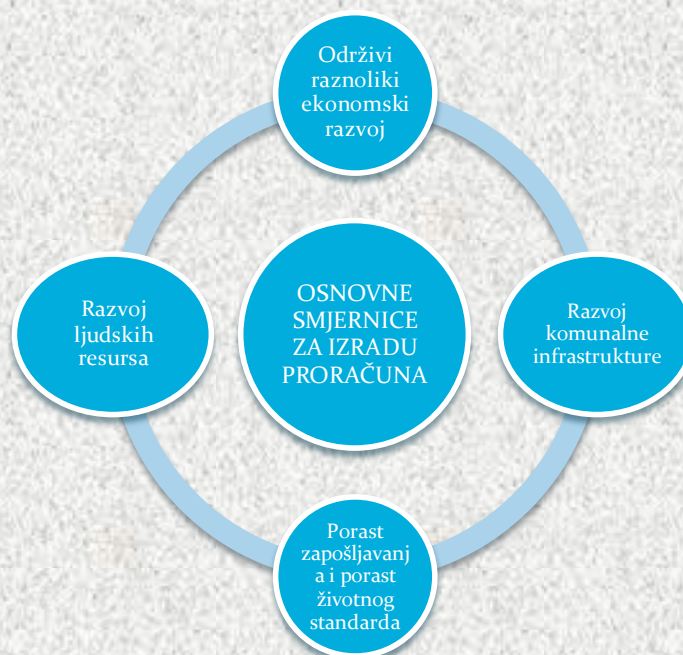 Održivi
raznoliki
ekonomski
razvoj
Razvoj
ljudskih
resursa
OSNOVNE
SMJERNICE
ZA IZRADU
PRORAČUNA
Razvoj
komunalne
infrastrukture
Porast
zapošljavanj
a i porast
životnog
standarda